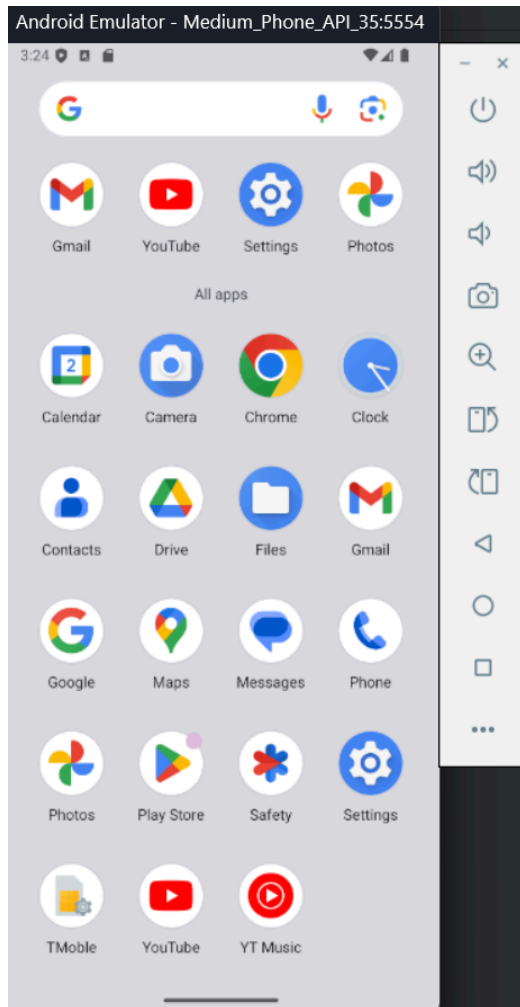 Android Emulator - Medium_Phone_API_35:5554
3:24
Gmail YouTube Settings Photos
All apps
2
Calendar Camera Chrome Clock
Contacts Drive Files Gmail
Google Maps Messages Phone
Photos Play Store Safety Settings
TMoble YouTube YT Music